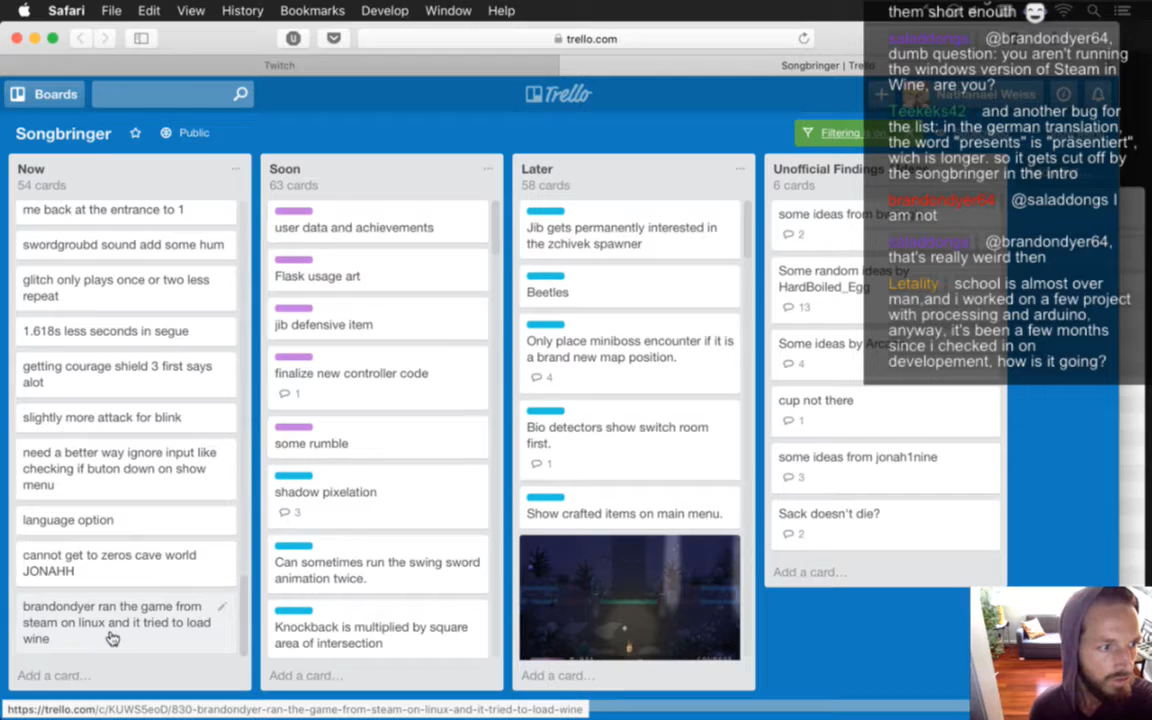 Safari File Edit View History Bookmarks Develop Window Help
trello.com
Twitch
Songbringer | Trello
Boards
Trello
Nathanael Weiss
Songbringer
Public
Filtering is on
Now
54 cards
me back at the entrance to 1
swordgroubd sound add some hum
glitch only plays once or two less
repeat
1.618s less seconds in segue
getting courage shield 3 first says
alot
slightly more attack for blink
need a better way ignore input like
checking if buton down on show
menu
language option
cannot get to zeros cave world
JONAHH
brandondyer ran the game from
steam on linux and it tried to load
wine
Add a card...
Soon
63 cards
user data and achievements
Flask usage art
jib defensive item
finalize new controller code
1
some rumble
shadow pixelation
3
Can sometimes run the swing sword
animation twice.
Knockback is multiplied by square
area of intersection
Add a card...
Later
58 cards
Jib gets permanently interested in
the zchivek spawner
Beetles
Only place miniboss encounter if it is
a brand new map position.
4
Bio detectors show switch room
first.
1
Show crafted items on main menu.
Add a card...
Unofficial Findings
6 cards
some ideas from
2
Some random ideas by
HardBoiled_Egg
13
Some ideas by
4
cup not there
1
some ideas from jonah1nine
3
Sack doesn't die?
2
Add a card...
them short enouth
saladdongs @brandondyer64,
dumb question: you aren't running
the windows version of Steam in
Wine, are you?
Teekeks42 and another bug for
the list: in the german translation,
the word "presents" is "präsentiert",
wich is longer. so it gets cut off by
the songbringer in the intro
brandondyer64 @saladdongs I
am not
saladdongs @brandondyer64,
that's really weird then
Letality school is almost over
man,and i worked on a few project
with processing and arduino,
anyway, it's been a few months
since i checked in on
developement, how is it going?
https://trello.com/c/KUWS5eoD/830-brandondyer-ran-the-game-from-steam-on-linux-and-it-tried-to-load-wine